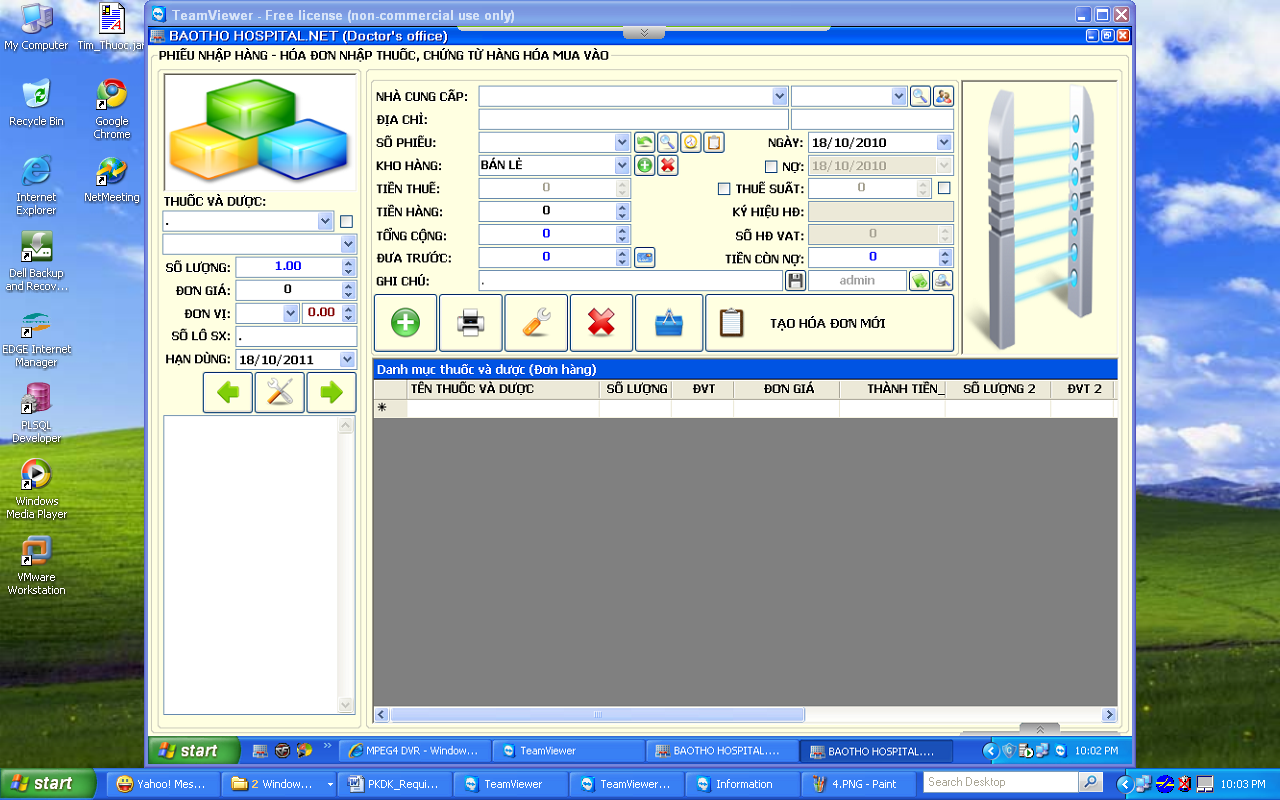 My Computer
Tim_Thuoc.jar
Recycle Bin
Google Chrome
Internet Explorer
NetMeeting
Dell Backup and Recov...
EDGE Internet Manager
PLSQL Developer
Windows Media Player
VMware Workstation
TeamViewer - Free license (non-commercial use only)
BAOTHO HOSPITAL.NET (Doctor's office)
PHIẾU NHẬP HÀNG - HÓA ĐƠN NHẬP THUỐC, CHỨNG TỪ HÀNG HÓA MUA VÀO
THUỐC VÀ DƯỢC:
.
SỐ LƯỢNG: 1.00
ĐƠN GIÁ: 0
ĐƠN VỊ: 0.00
SỐ LÔ SX: .
HẠN DÙNG: 18/10/2011
NHÀ CUNG CẤP:
ĐỊA CHỈ:
SỐ PHIẾU: NGÀY: 18/10/2010
KHO HÀNG: BÁN LẺ NỢ: 18/10/2010
TIỀN THUẾ: 0 THUẾ SUẤT: 0
TIỀN HÀNG: 0 KÝ HIỆU HĐ:
TỔNG CỘNG: 0 SỐ HĐ VAT: 0
ĐƯA TRƯỚC: 0 TIỀN CÒN NỢ: 0
GHI CHÚ: . admin
TẠO HÓA ĐƠN MỚI
Danh mục thuốc và dược (Đơn hàng)
TÊN THUỐC VÀ DƯỢC SỐ LƯỢNG ĐVT ĐƠN GIÁ THÀNH TIỀN_ SỐ LƯỢNG 2 ĐVT 2
start MPEG4 DVR - Window... TeamViewer BAOTHO HOSPITAL.... BAOTHO HOSPITAL.... 10:02 PM
start Yahoo! Mes... 2 Window... PKDK_Requi... TeamViewer TeamViewer... Information 4.PNG - Paint Search Desktop 10:03 PM